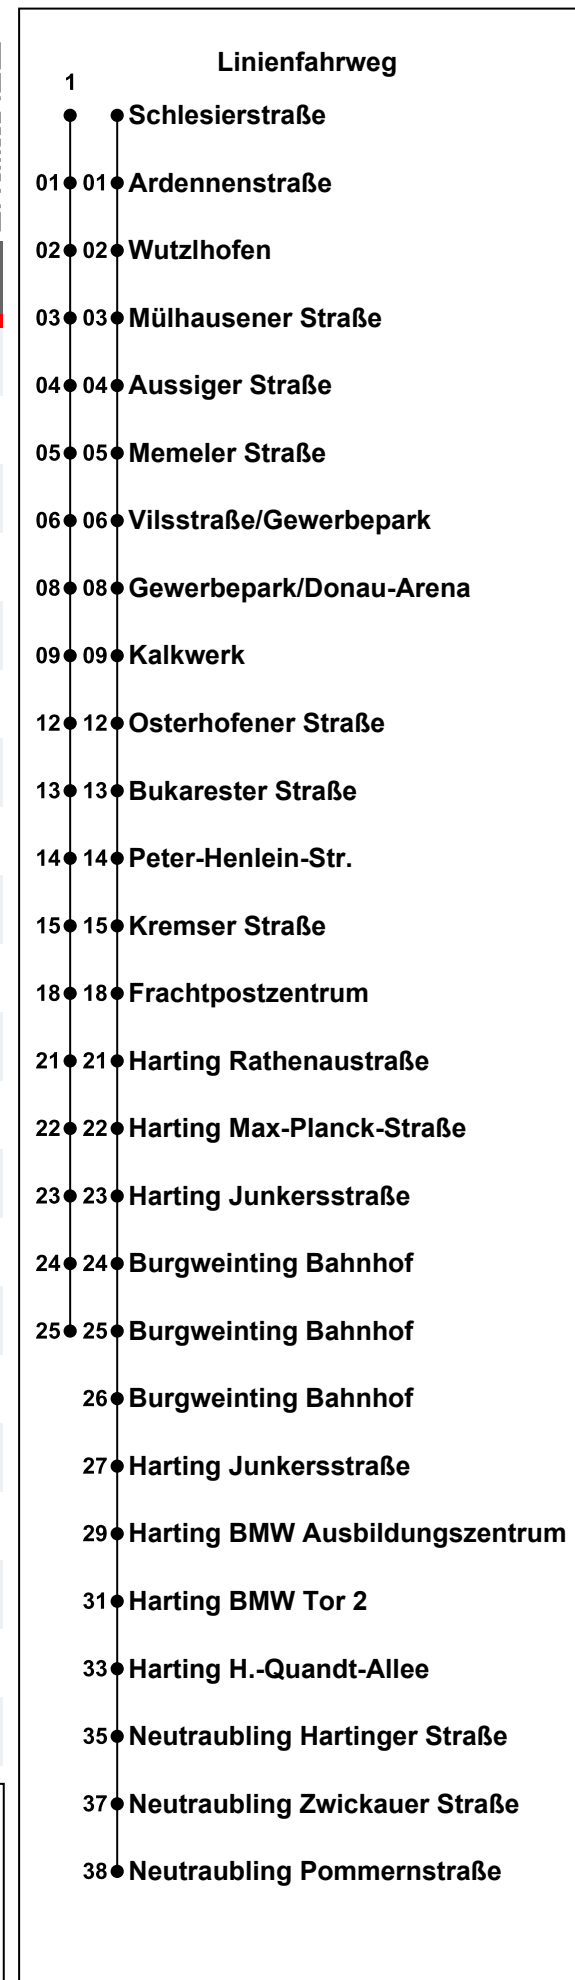 Linienfahrweg
1
Schlesierstraße
01 01 Ardennenstraße
02 02 Wutzlhofen
03 03 Mülhausener Straße
04 04 Aussiger Straße
05 05 Memeler Straße
06 06 Vilsstraße/Gewerbepark
08 08 Gewerbepark/Donau-Arena
09 09 Kalkwerk
12 12 Osterhofener Straße
13 13 Bukarester Straße
14 14 Peter-Henlein-Str.
15 15 Kremser Straße
18 18 Frachtpostzentrum
21 21 Harting Rathenaustraße
22 22 Harting Max-Planck-Straße
23 23 Harting Junkersstraße
24 24 Burgweinting Bahnhof
25 25 Burgweinting Bahnhof
26 Burgweinting Bahnhof
27 Harting Junkersstraße
29 Harting BMW Ausbildungszentrum
31 Harting BMW Tor 2
33 Harting H.-Quandt-Allee
35 Neutraubling Hartinger Straße
37 Neutraubling Zwickauer Straße
38 Neutraubling Pommernstraße